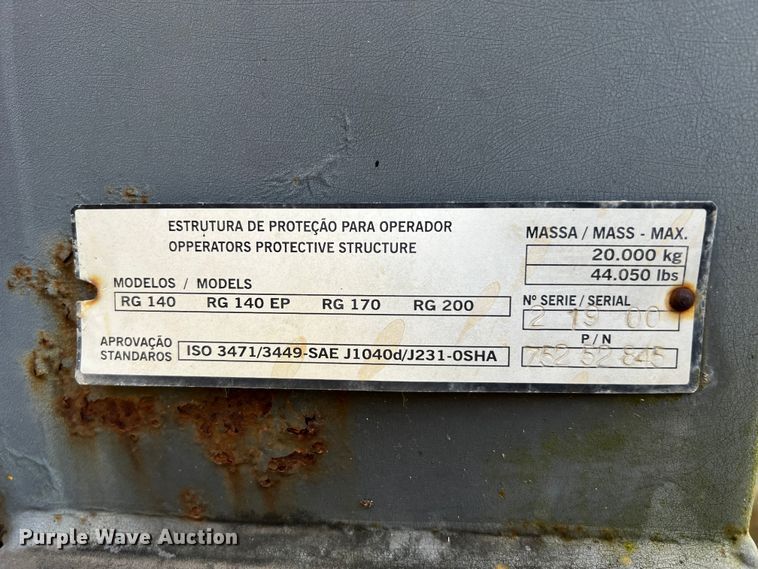 ESTRUTURA DE PROTEÇÃO PARA OPERADOR
OPPERATORS PROTECTIVE STRUCTURE
MODELOS / MODELS
RG 140 RG 140 EP RG 170 RG 200
APROVAÇÃO
STANDAROS
ISO 3471/3449-SAE J1040d/J231-0SHA
MASSA / MASS - MAX.
20.000 kg
44.050 lbs
Nº SERIE / SERIAL
2 19 00
P / N
752 52 845
Purple Wave Auction